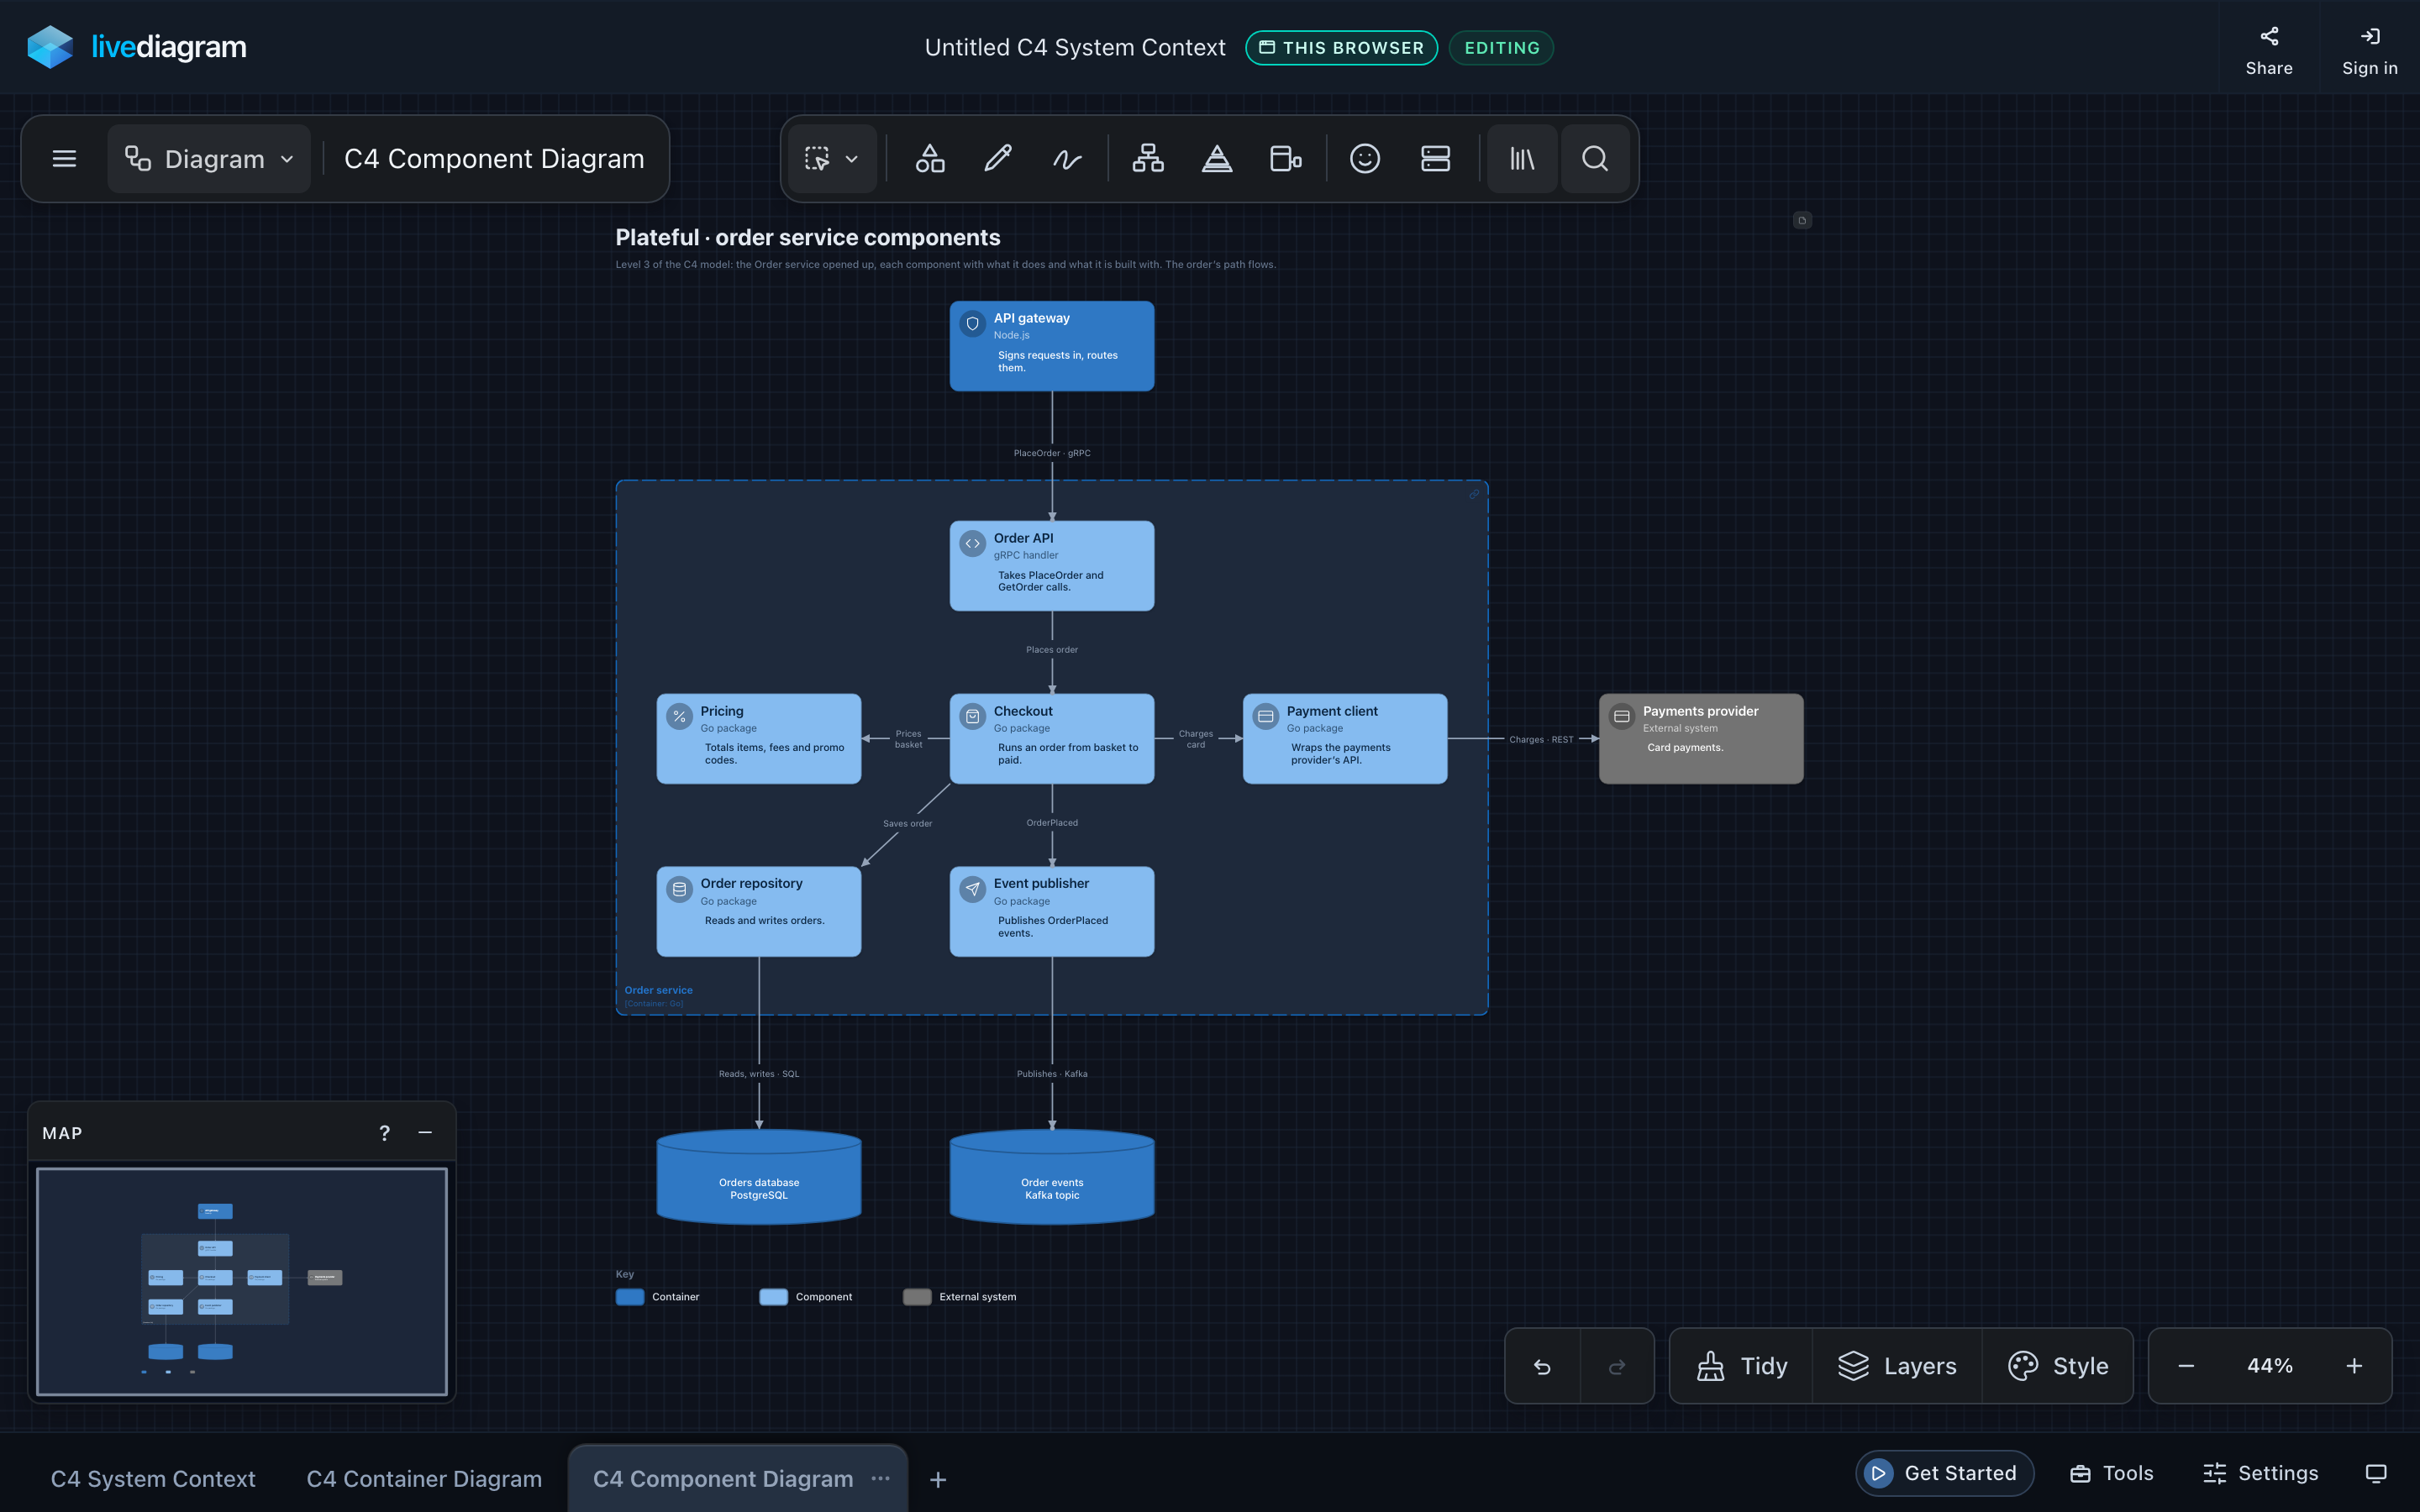 livediagram
Untitled C4 System Context
THIS BROWSER
EDITING
Share
Sign in
Diagram
C4 Component Diagram
Plateful · order service components
Level 3 of the C4 model: the Order service opened up, each component with what it does and what it is built with. The order's path flows.
API gateway
Node.js
Signs requests in, routes
them.
PlaceOrder · gRPC
Order API
gRPC handler
Takes PlaceOrder and
GetOrder calls.
Places order
Pricing
Go package
Totals items, fees and promo
codes.
Prices
basket
Checkout
Go package
Runs an order from basket to
paid.
Charges
card
Payment client
Go package
Wraps the payments
provider's API.
Charges · REST
Payments provider
External system
Card payments.
Saves order
OrderPlaced
Order repository
Go package
Reads and writes orders.
Event publisher
Go package
Publishes OrderPlaced
events.
Order service
[Container: Go]
Reads, writes · SQL
Publishes · Kafka
Orders database
PostgreSQL
Order events
Kafka topic
Key
Container
Component
External system
MAP
?
Tidy
Layers
Style
44%
C4 System Context
C4 Container Diagram
C4 Component Diagram
Get Started
Tools
Settings